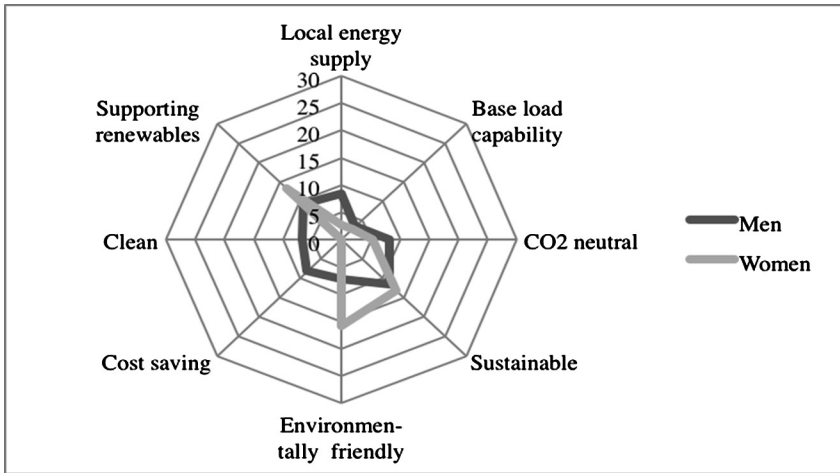 Local energy
supply
30
25
20
15
10
5
0
Base load
capability
CO2 neutral
Sustainable
Environmen-
tally friendly
Cost saving
Clean
Supporting
renewables
Men
Women